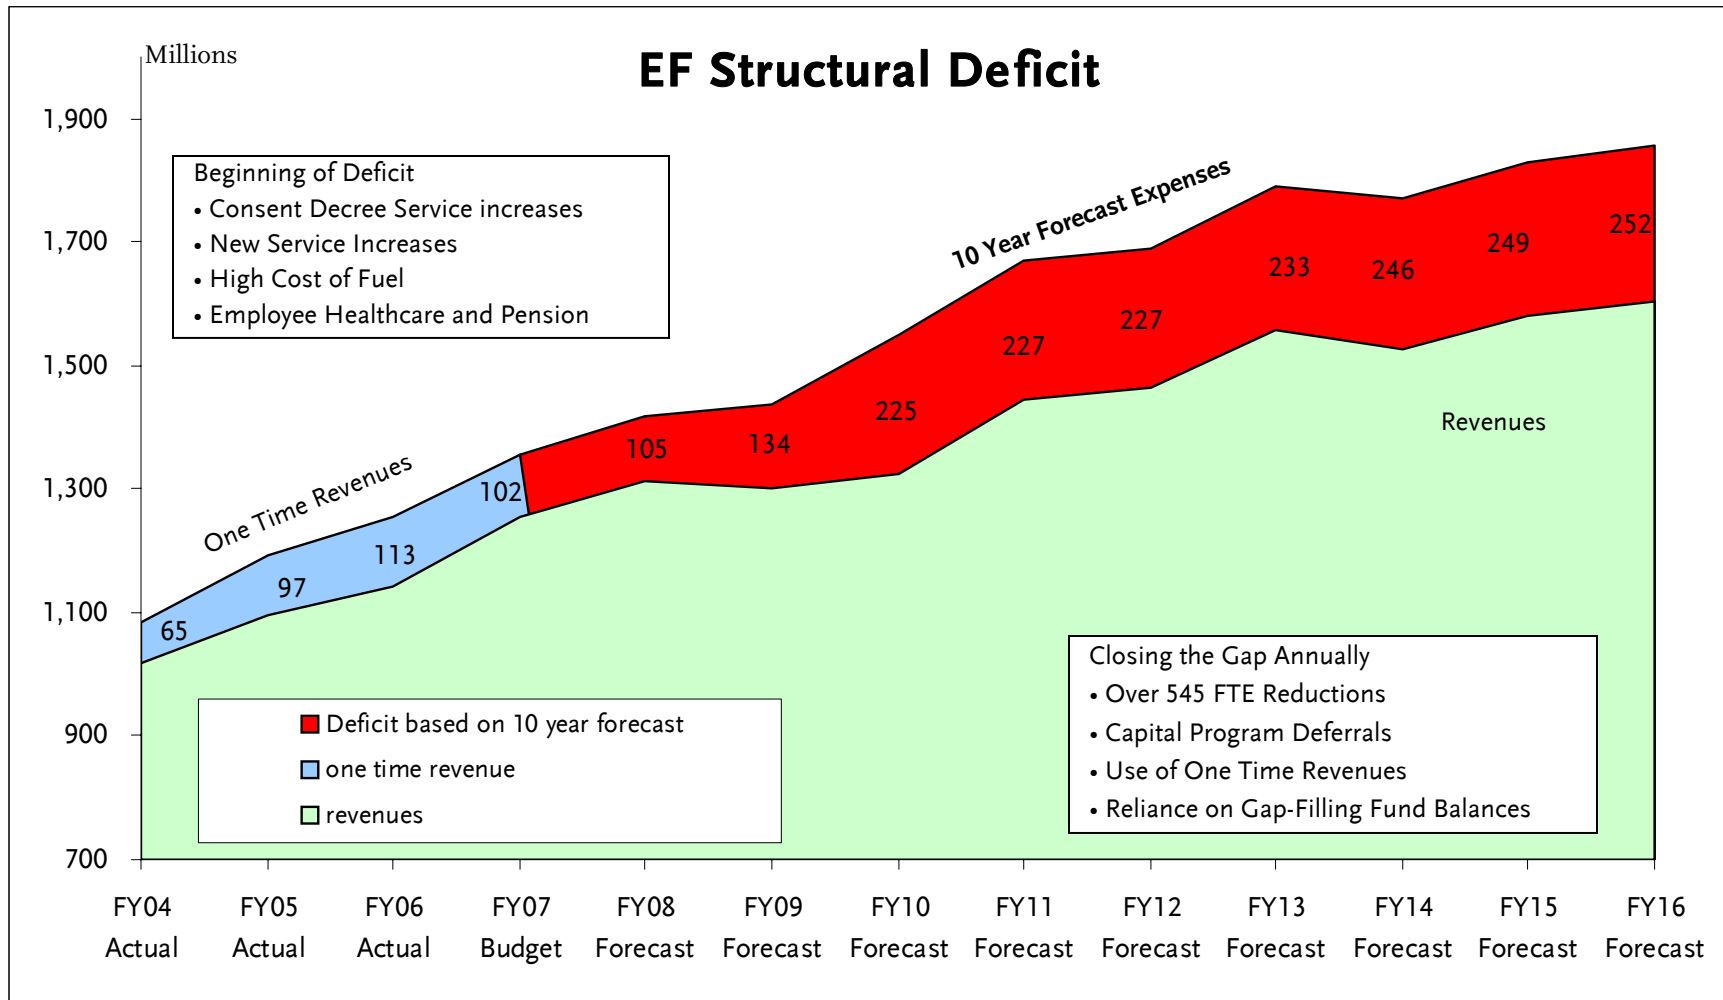 Millions
EF Structural Deficit
1,900
1,700
1,500
1,300
1,100
900
700
Beginning of Deficit
• Consent Decree Service increases
• New Service Increases
• High Cost of Fuel
• Employee Healthcare and Pension
10 Year Forecast Expenses
One Time Revenues
Revenues
65
97
113
102
105
134
225
227
227
233
246
249
252
Deficit based on 10 year forecast
one time revenue
revenues
Closing the Gap Annually
• Over 545 FTE Reductions
• Capital Program Deferrals
• Use of One Time Revenues
• Reliance on Gap-Filling Fund Balances
FY04 FY05 FY06 FY07 FY08 FY09 FY10 FY11 FY12 FY13 FY14 FY15 FY16
Actual Actual Actual Budget Forecast Forecast Forecast Forecast Forecast Forecast Forecast Forecast Forecast